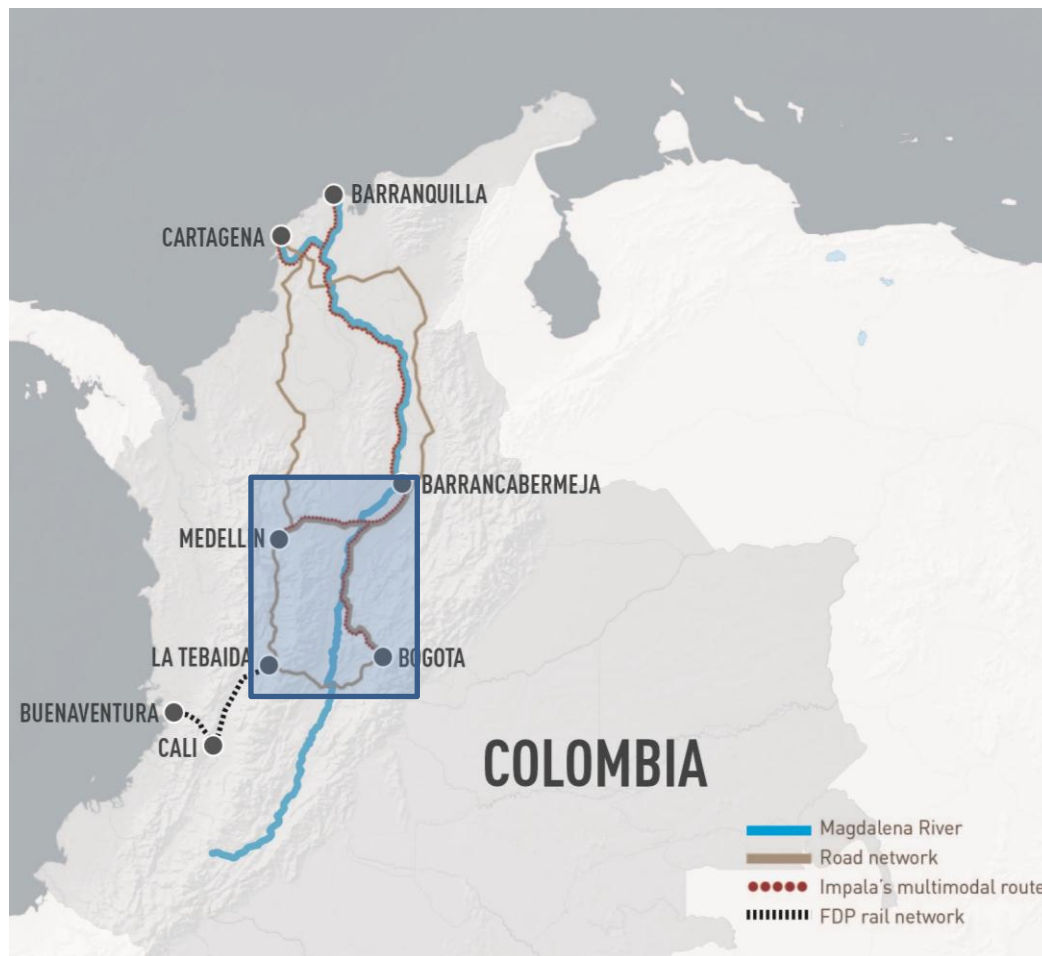 BARRANQUILLA
CARTAGENA
BARRANCABERMEJA
MEDELLIN
LA TEBAIDA
BOGOTA
BUENAVENTURA
CALI
COLOMBIA
Magdalena River
Road network
Impala's multimodal route
FDP rail network